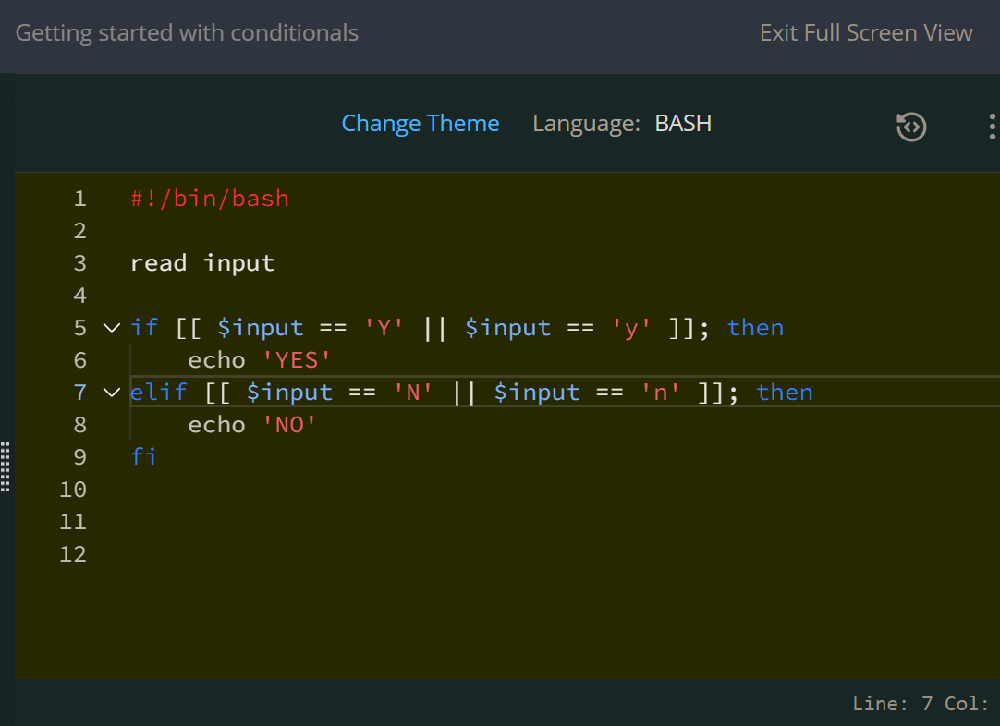 Getting started with conditionals Exit Full Screen View
Change Theme Language: BASH
1 #!/bin/bash
2
3 read input
4
5 if [[ $input == 'Y' || $input == 'y' ]]; then
6     echo 'YES'
7 elif [[ $input == 'N' || $input == 'n' ]]; then
8     echo 'NO'
9 fi
10
11
12
Line: 7 Col: